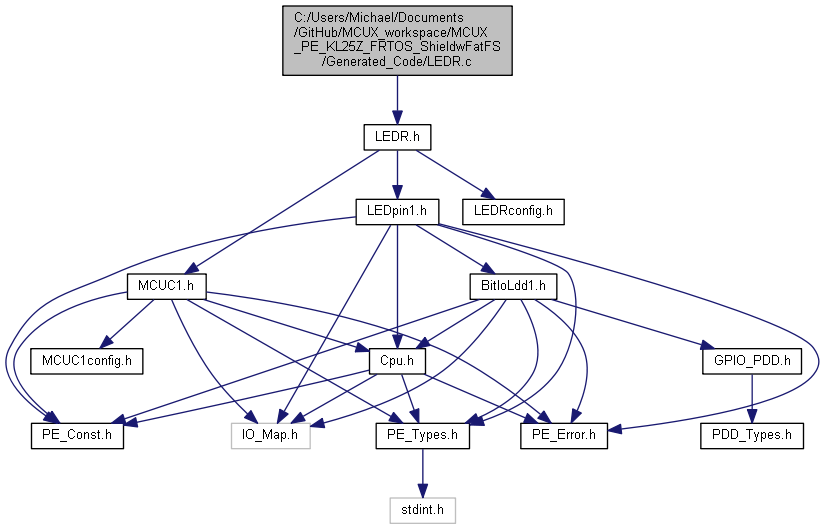 C:/Users/Michael/Documents
/GitHub/MCUX_workspace/MCUX
_PE_KL25Z_FRTOS_ShieldwFatFS
/Generated_Code/LEDR.c
LEDR.h
LEDpin1.h
LEDRconfig.h
MCUC1.h
BitIoLdd1.h
MCUC1config.h
Cpu.h
GPIO_PDD.h
PE_Const.h
IO_Map.h
PE_Types.h
PE_Error.h
PDD_Types.h
stdint.h